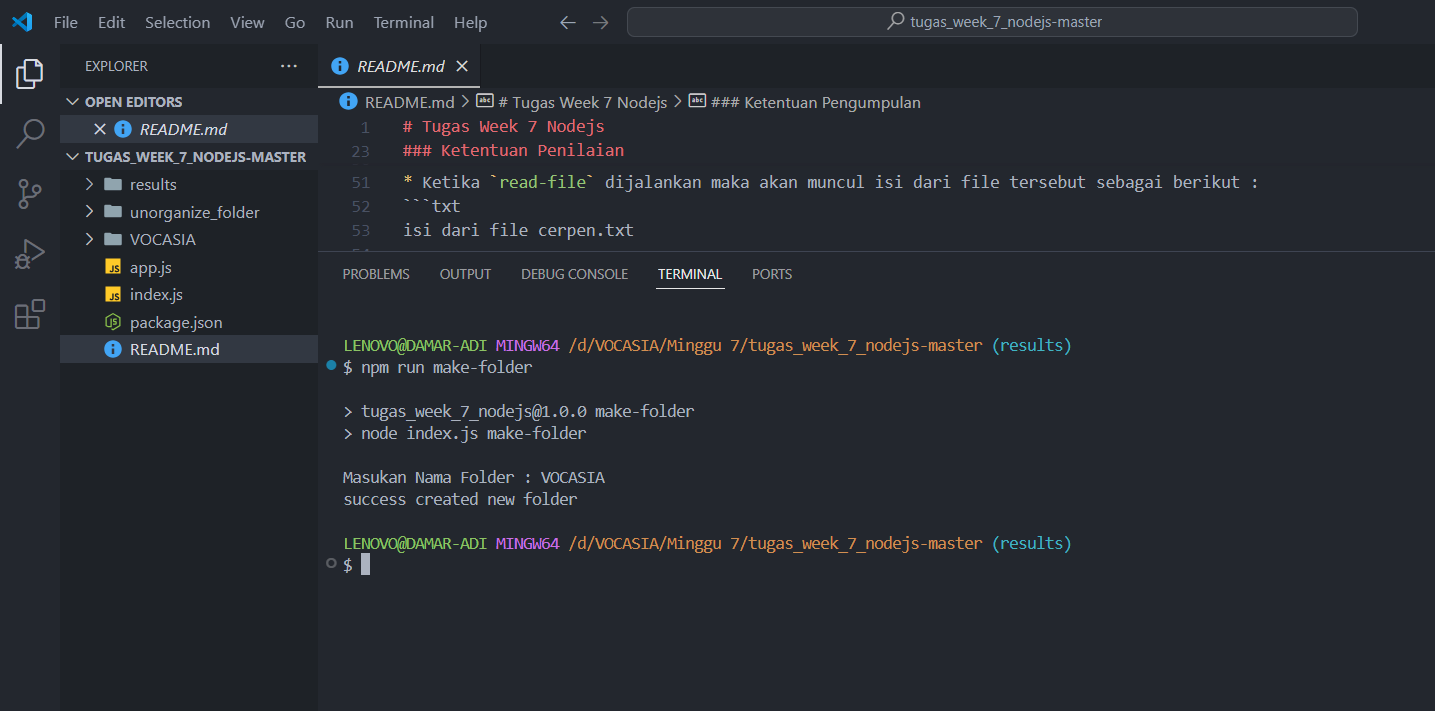 File Edit Selection View Go Run Terminal Help
tugas_week_7_nodejs-master
EXPLORER
OPEN EDITORS
README.md
TUGAS_WEEK_7_NODEJS-MASTER
results
unorganize_folder
VOCASIA
app.js
index.js
package.json
README.md
README.md
README.md > # Tugas Week 7 Nodejs > ### Ketentuan Pengumpulan
1 # Tugas Week 7 Nodejs
23 ### Ketentuan Penilaian
51 * Ketika `read-file` dijalankan maka akan muncul isi dari file tersebut sebagai berikut :
52 ```txt
53 isi dari file cerpen.txt
PROBLEMS OUTPUT DEBUG CONSOLE TERMINAL PORTS
LENOVO@DAMAR-ADI MINGW64 /d/VOCASIA/Minggu 7/tugas_week_7_nodejs-master (results)
$ npm run make-folder
> tugas_week_7_nodejs@1.0.0 make-folder
> node index.js make-folder
Masukan Nama Folder : VOCASIA
success created new folder
LENOVO@DAMAR-ADI MINGW64 /d/VOCASIA/Minggu 7/tugas_week_7_nodejs-master (results)
$